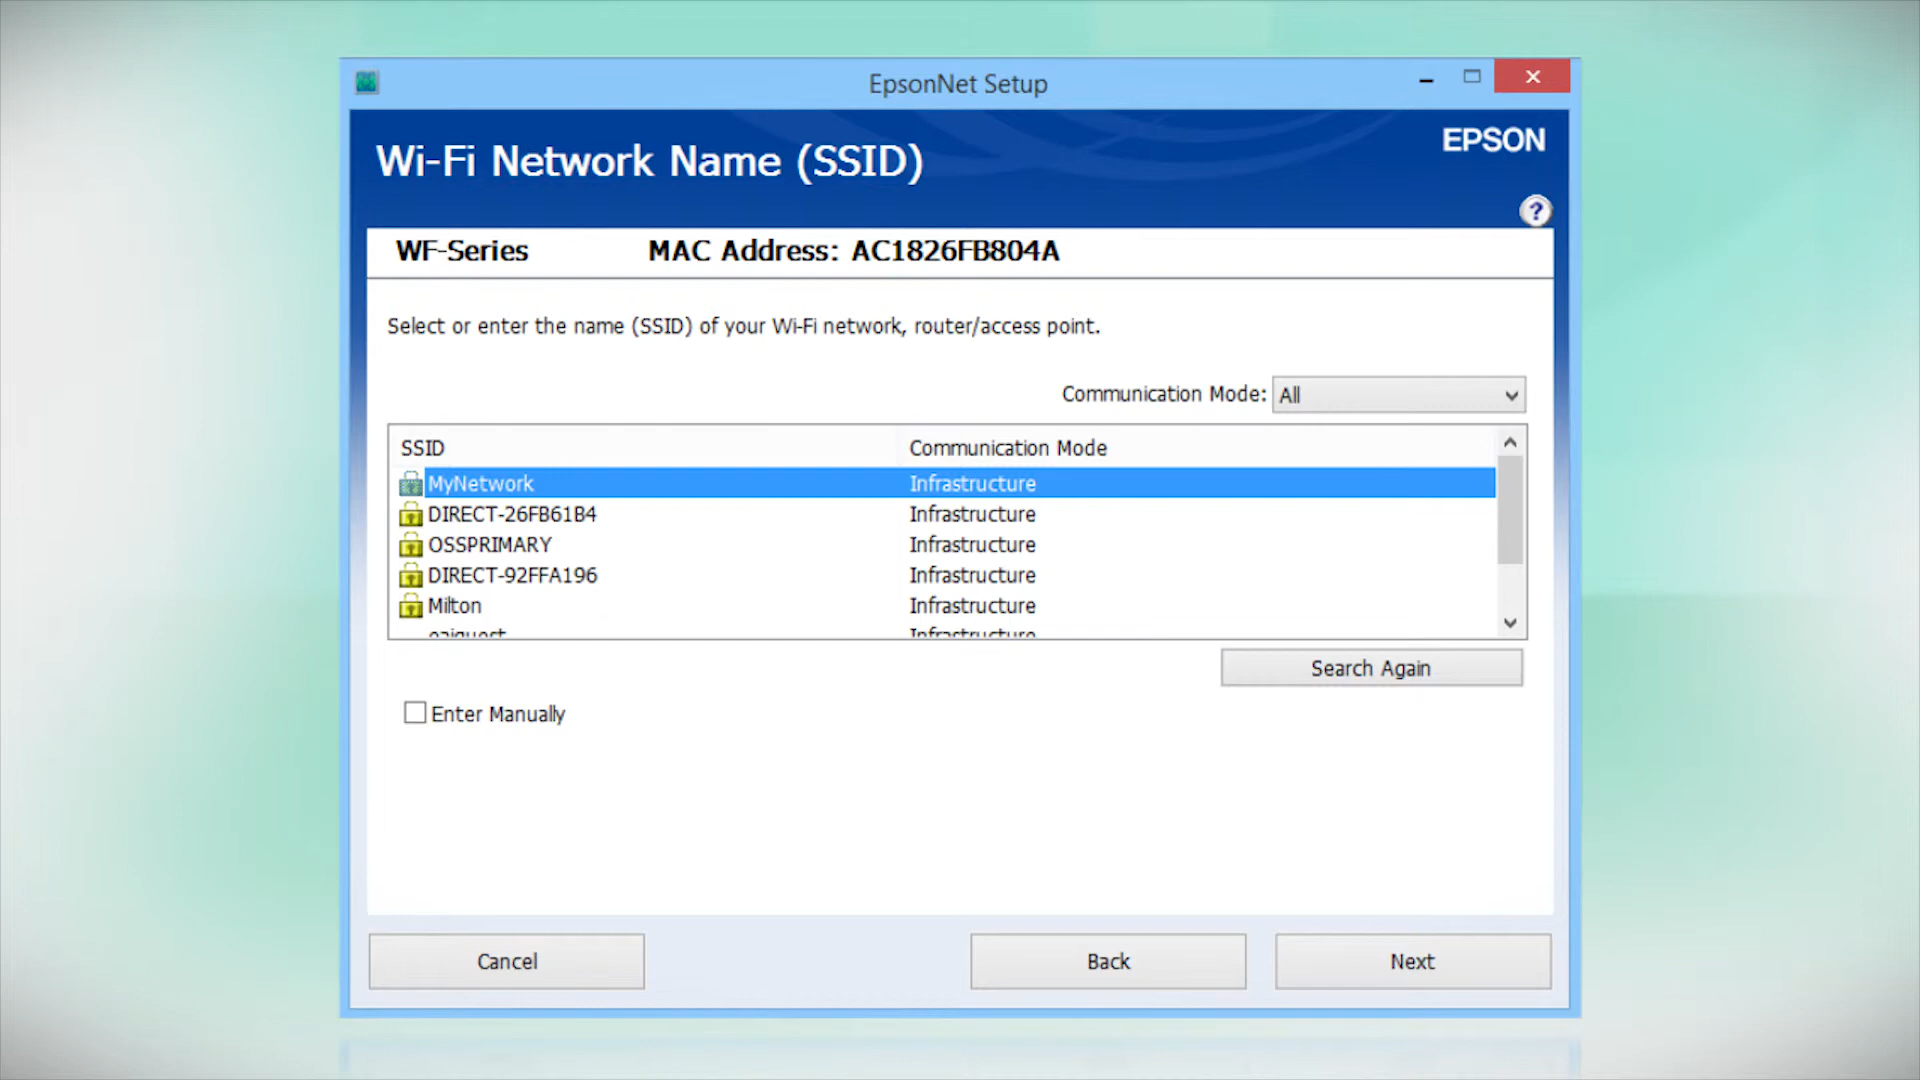 EpsonNet Setup
Wi-Fi Network Name (SSID)
EPSON
?
WF-Series MAC Address: AC1826FB804A
Select or enter the name (SSID) of your Wi-Fi network, router/access point.
Communication Mode: All
SSID Communication Mode
MyNetwork Infrastructure
DIRECT-26FB61B4 Infrastructure
OSSPRIMARY Infrastructure
DIRECT-92FFA196 Infrastructure
Milton Infrastructure
Infrastructure
Search Again
Enter Manually
Cancel Back Next